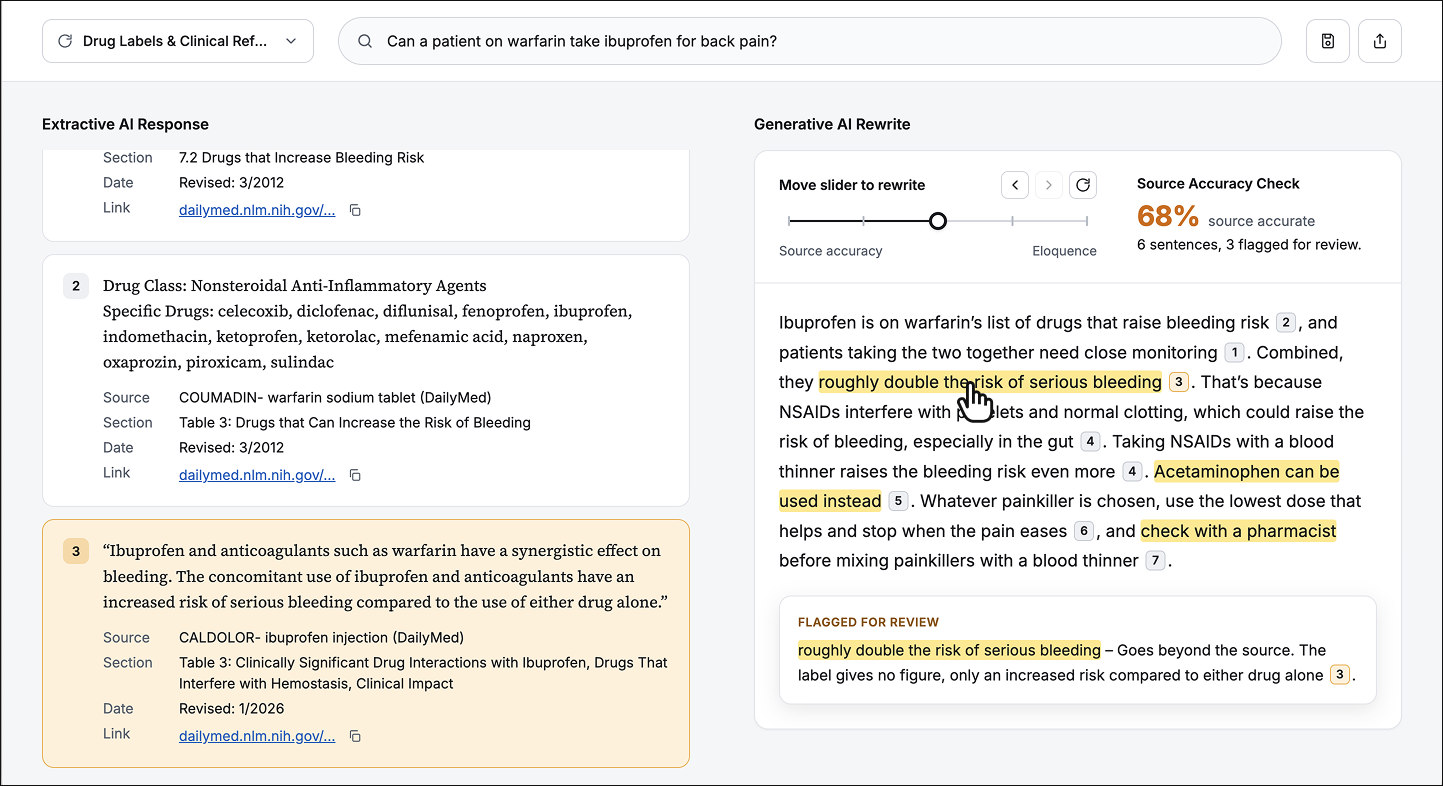 Drug Labels & Clinical Ref...
Can a patient on warfarin take ibuprofen for back pain?
Extractive AI Response
Section 7.2 Drugs that Increase Bleeding Risk
Date Revised: 3/2012
Link dailymed.nlm.nih.gov/...
2 Drug Class: Nonsteroidal Anti-Inflammatory Agents
Specific Drugs: celecoxib, diclofenac, diflunisal, fenoprofen, ibuprofen,
indomethacin, ketoprofen, ketorolac, mefenamic acid, naproxen,
oxaprozin, piroxicam, sulindac
Source COUMADIN- warfarin sodium tablet (DailyMed)
Section Table 3: Drugs that Can Increase the Risk of Bleeding
Date Revised: 3/2012
Link dailymed.nlm.nih.gov/...
3 “Ibuprofen and anticoagulants such as warfarin have a synergistic effect on
bleeding. The concomitant use of ibuprofen and anticoagulants have an
increased risk of serious bleeding compared to the use of either drug alone.”
Source CALDOLOR- ibuprofen injection (DailyMed)
Section Table 3: Clinically Significant Drug Interactions with Ibuprofen, Drugs That
Interfere with Hemostasis, Clinical Impact
Date Revised: 1/2026
Link dailymed.nlm.nih.gov/...
Generative AI Rewrite
Move slider to rewrite
Source accuracy Eloquence
Source Accuracy Check
68% source accurate
6 sentences, 3 flagged for review.
Ibuprofen is on warfarin’s list of drugs that raise bleeding risk 2 , and
patients taking the two together need close monitoring 1 . Combined,
they roughly double the risk of serious bleeding 3 . That’s because
NSAIDs interfere with lets and normal clotting, which could raise the
risk of bleeding, especially in the gut 4 . Taking NSAIDs with a blood
thinner raises the bleeding risk even more 4 . Acetaminophen can be
used instead 5 . Whatever painkiller is chosen, use the lowest dose that
helps and stop when the pain eases 6 , and check with a pharmacist
before mixing painkillers with a blood thinner 7 .
FLAGGED FOR REVIEW
roughly double the risk of serious bleeding – Goes beyond the source. The
label gives no figure, only an increased risk compared to either drug alone 3 .